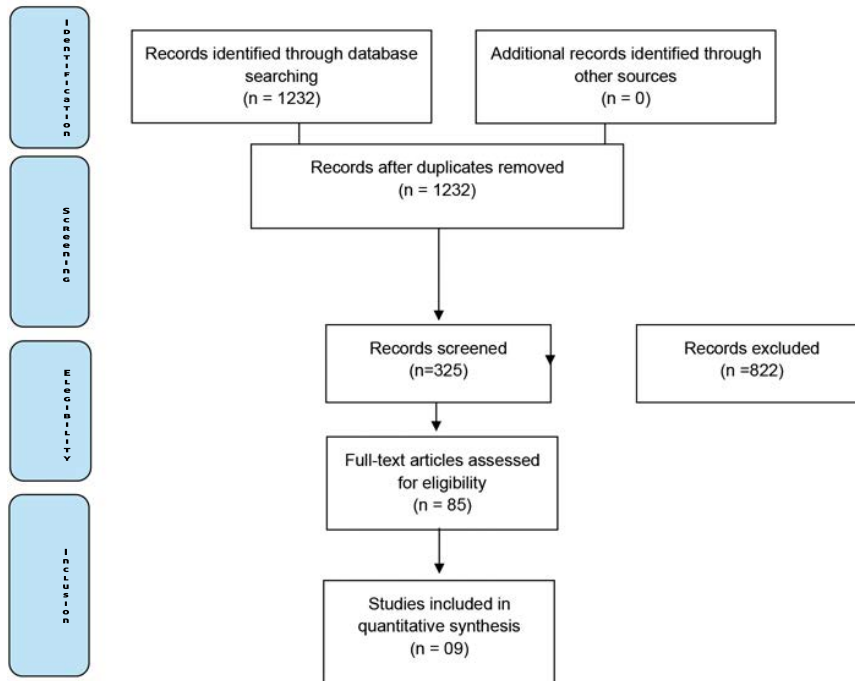 Identification
Records identified through database
searching
(n = 1232)
Additional records identified through
other sources
(n = 0)
Screening
Records after duplicates removed
(n = 1232)
Records screened
(n=325)
Records excluded
(n =822)
Elegibility
Full-text articles assessed
for eligibility
(n = 85)
Inclusion
Studies included in
quantitative synthesis
(n = 09)